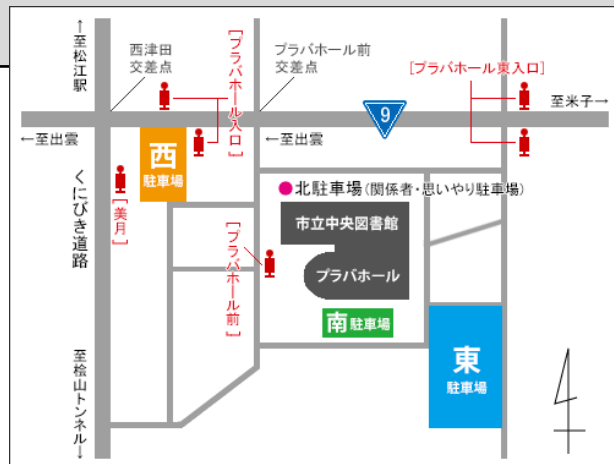 ←至松江駅
西津田
交差点
[プラバホール入口]
プラバホール前
交差点
[プラバホール東入口]
至米子→
9
←至出雲
←至出雲
西
駐車場
くにびき道路
[美月]
●北駐車場(関係者・思いやり駐車場)
市立中央図書館
プラバホール
[プラバホール前]
南駐車場
東
駐車場
至桧山トンネル→